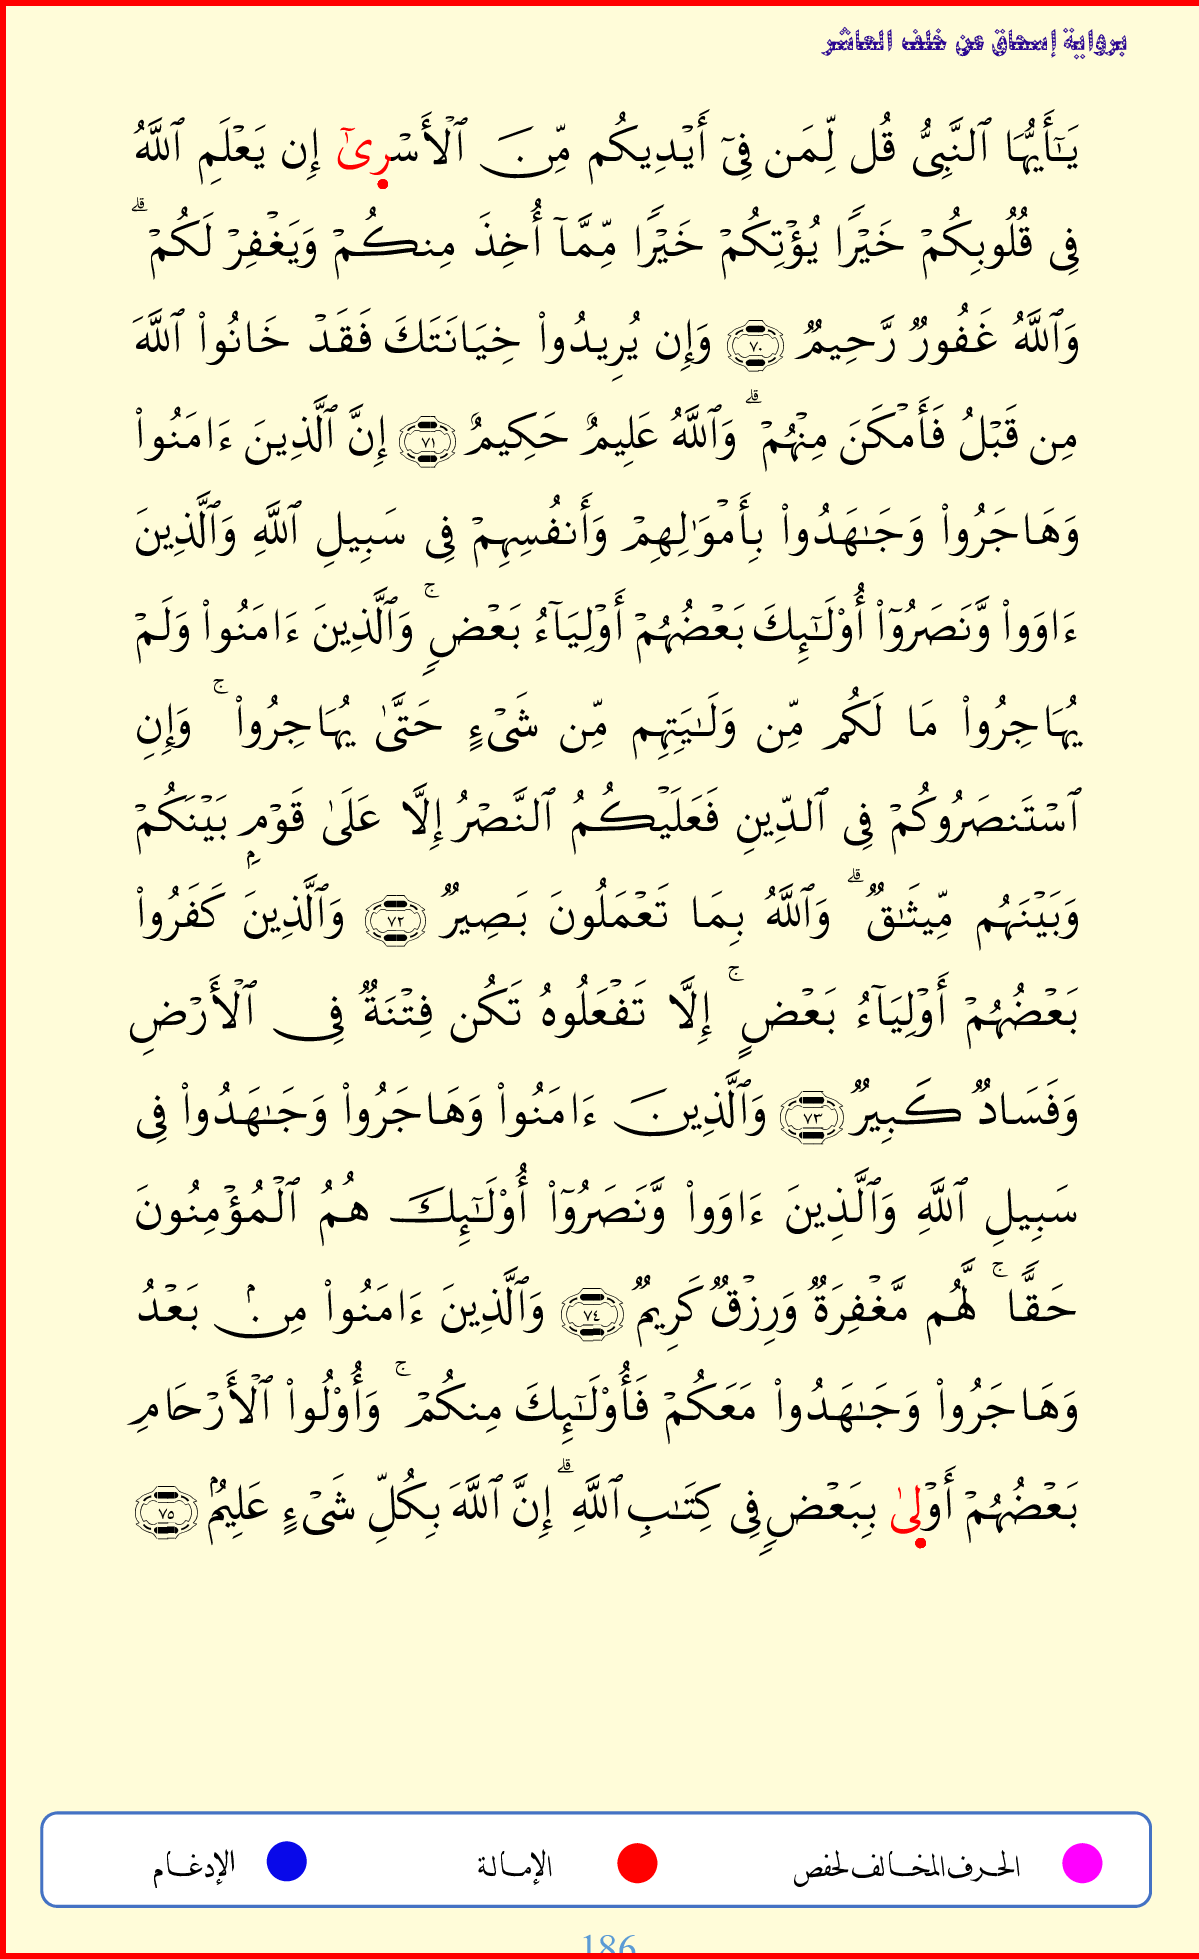 برواية إسحاق عن خلف العاشر
يَـٰٓأَيُّهَا ٱلنَّبِىُّ قُل لِّمَن فِىٓ أَيْدِيكُم مِّنَ ٱلْأَسْرِىٰٓ إِن يَعْلَمِ ٱللَّهُ
فِى قُلُوبِكُمْ خَيْرًا يُؤْتِكُمْ خَيْرًا مِّمَّآ أُخِذَ مِنكُمْ وَيَغْفِرْ لَكُمْ ۗ
وَٱللَّهُ غَفُورٌ رَّحِيمٌ ٧٠ وَإِن يُرِيدُوا۟ خِيَانَتَكَ فَقَدْ خَانُوا۟ ٱللَّهَ
مِن قَبْلُ فَأَمْكَنَ مِنْهُمْ ۗ وَٱللَّهُ عَلِيمٌ حَكِيمٌ ٧١ إِنَّ ٱلَّذِينَ ءَامَنُوا۟
وَهَاجَرُوا۟ وَجَـٰهَدُوا۟ بِأَمْوَٰلِهِمْ وَأَنفُسِهِمْ فِى سَبِيلِ ٱللَّهِ وَٱلَّذِينَ
ءَاوَوا۟ وَّنَصَرُوٓا۟ أُو۟لَـٰٓئِكَ بَعْضُهُمْ أَوْلِيَآءُ بَعْضٍ ۚ وَٱلَّذِينَ ءَامَنُوا۟ وَلَمْ
يُهَاجِرُوا۟ مَا لَكُم مِّن وَلَـٰيَتِهِم مِّن شَىْءٍ حَتَّىٰ يُهَاجِرُوا۟ ۚ وَإِنِ
ٱسْتَنصَرُوكُمْ فِى ٱلدِّينِ فَعَلَيْكُمُ ٱلنَّصْرُ إِلَّا عَلَىٰ قَوْمٍۭ بَيْنَكُمْ
وَبَيْنَهُم مِّيثَـٰقٌ ۗ وَٱللَّهُ بِمَا تَعْمَلُونَ بَصِيرٌ ٧٢ وَٱلَّذِينَ كَفَرُوا۟
بَعْضُهُمْ أَوْلِيَآءُ بَعْضٍ ۚ إِلَّا تَفْعَلُوهُ تَكُن فِتْنَةٌ فِى ٱلْأَرْضِ
وَفَسَادٌ كَبِيرٌ ٧٣ وَٱلَّذِينَ ءَامَنُوا۟ وَهَاجَرُوا۟ وَجَـٰهَدُوا۟ فِى
سَبِيلِ ٱللَّهِ وَٱلَّذِينَ ءَاوَوا۟ وَّنَصَرُوٓا۟ أُو۟لَـٰٓئِكَ هُمُ ٱلْمُؤْمِنُونَ
حَقًّا ۚ لَّهُم مَّغْفِرَةٌ وَرِزْقٌ كَرِيمٌ ٧٤ وَٱلَّذِينَ ءَامَنُوا۟ مِنۢ بَعْدُ
وَهَاجَرُوا۟ وَجَـٰهَدُوا۟ مَعَكُمْ فَأُو۟لَـٰٓئِكَ مِنكُمْ ۚ وَأُو۟لُوا۟ ٱلْأَرْحَامِ
بَعْضُهُمْ أَوْلِىٰ بِبَعْضٍ فِى كِتَـٰبِ ٱللَّهِ ۗ إِنَّ ٱللَّهَ بِكُلِّ شَىْءٍ عَلِيمٌۢ ٧٥
الحرف المخالف لحفص الإمالة الإدغام
186